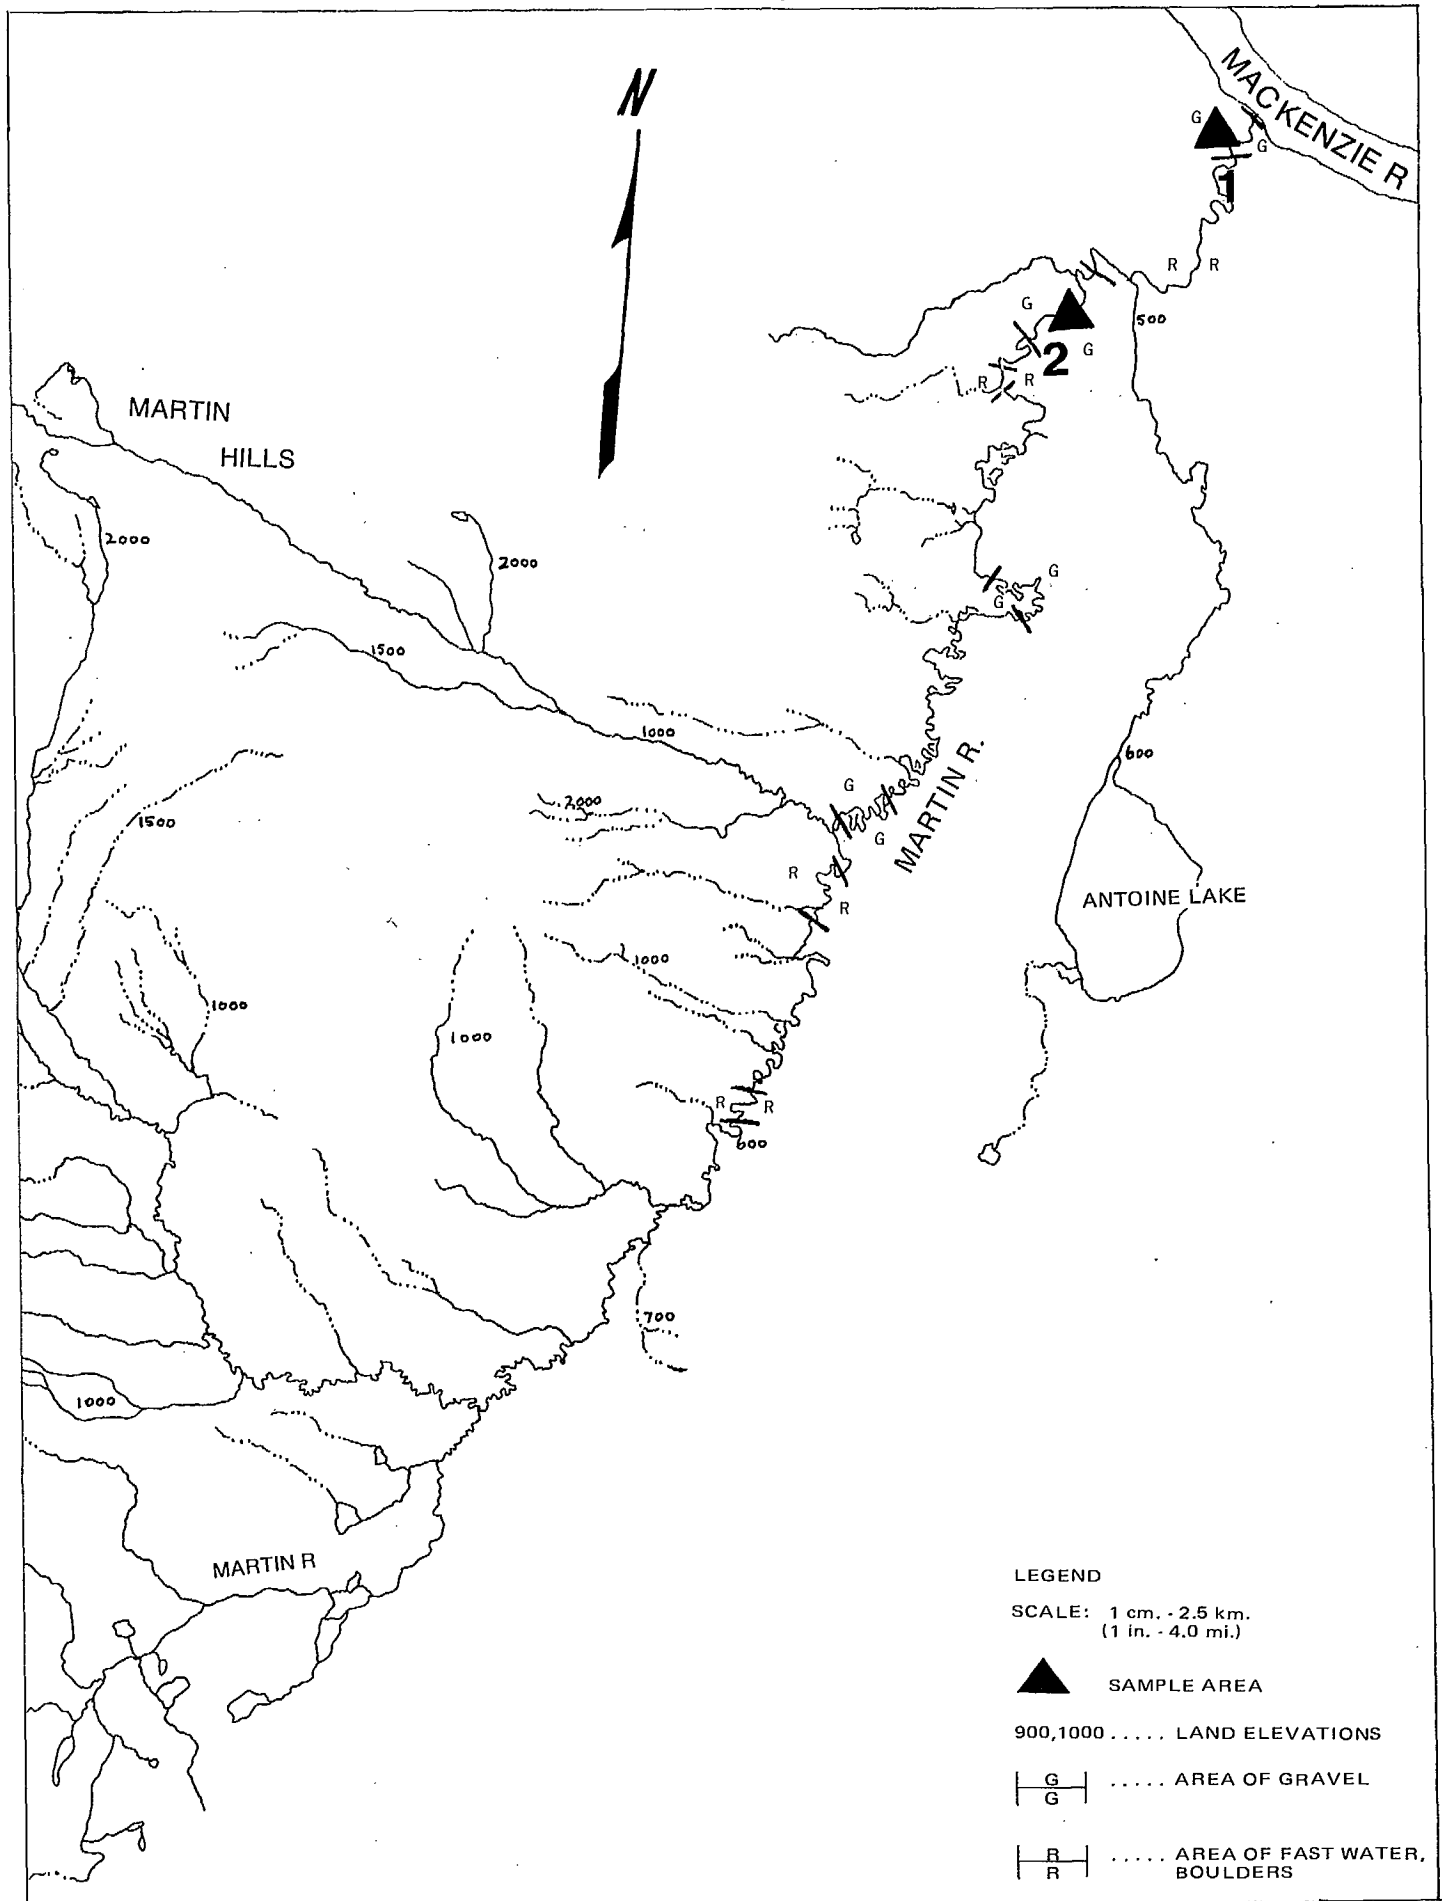 N
MACKENZIE R
G
G
1
R R
500
G
2
G
R R
MARTIN
HILLS
2000
2000
G
G
1500
1000
600
MARTIN R.
G
2000
G
1500
R
ANTOINE LAKE
R
1000
1000
1000
R R
600
700
1000
MARTIN R
LEGEND
SCALE: 1 cm. - 2.5 km.
(1 in. - 4.0 mi.)
SAMPLE AREA
900,1000 ..... LAND ELEVATIONS
G
G ..... AREA OF GRAVEL
R
R ..... AREA OF FAST WATER,
BOULDERS